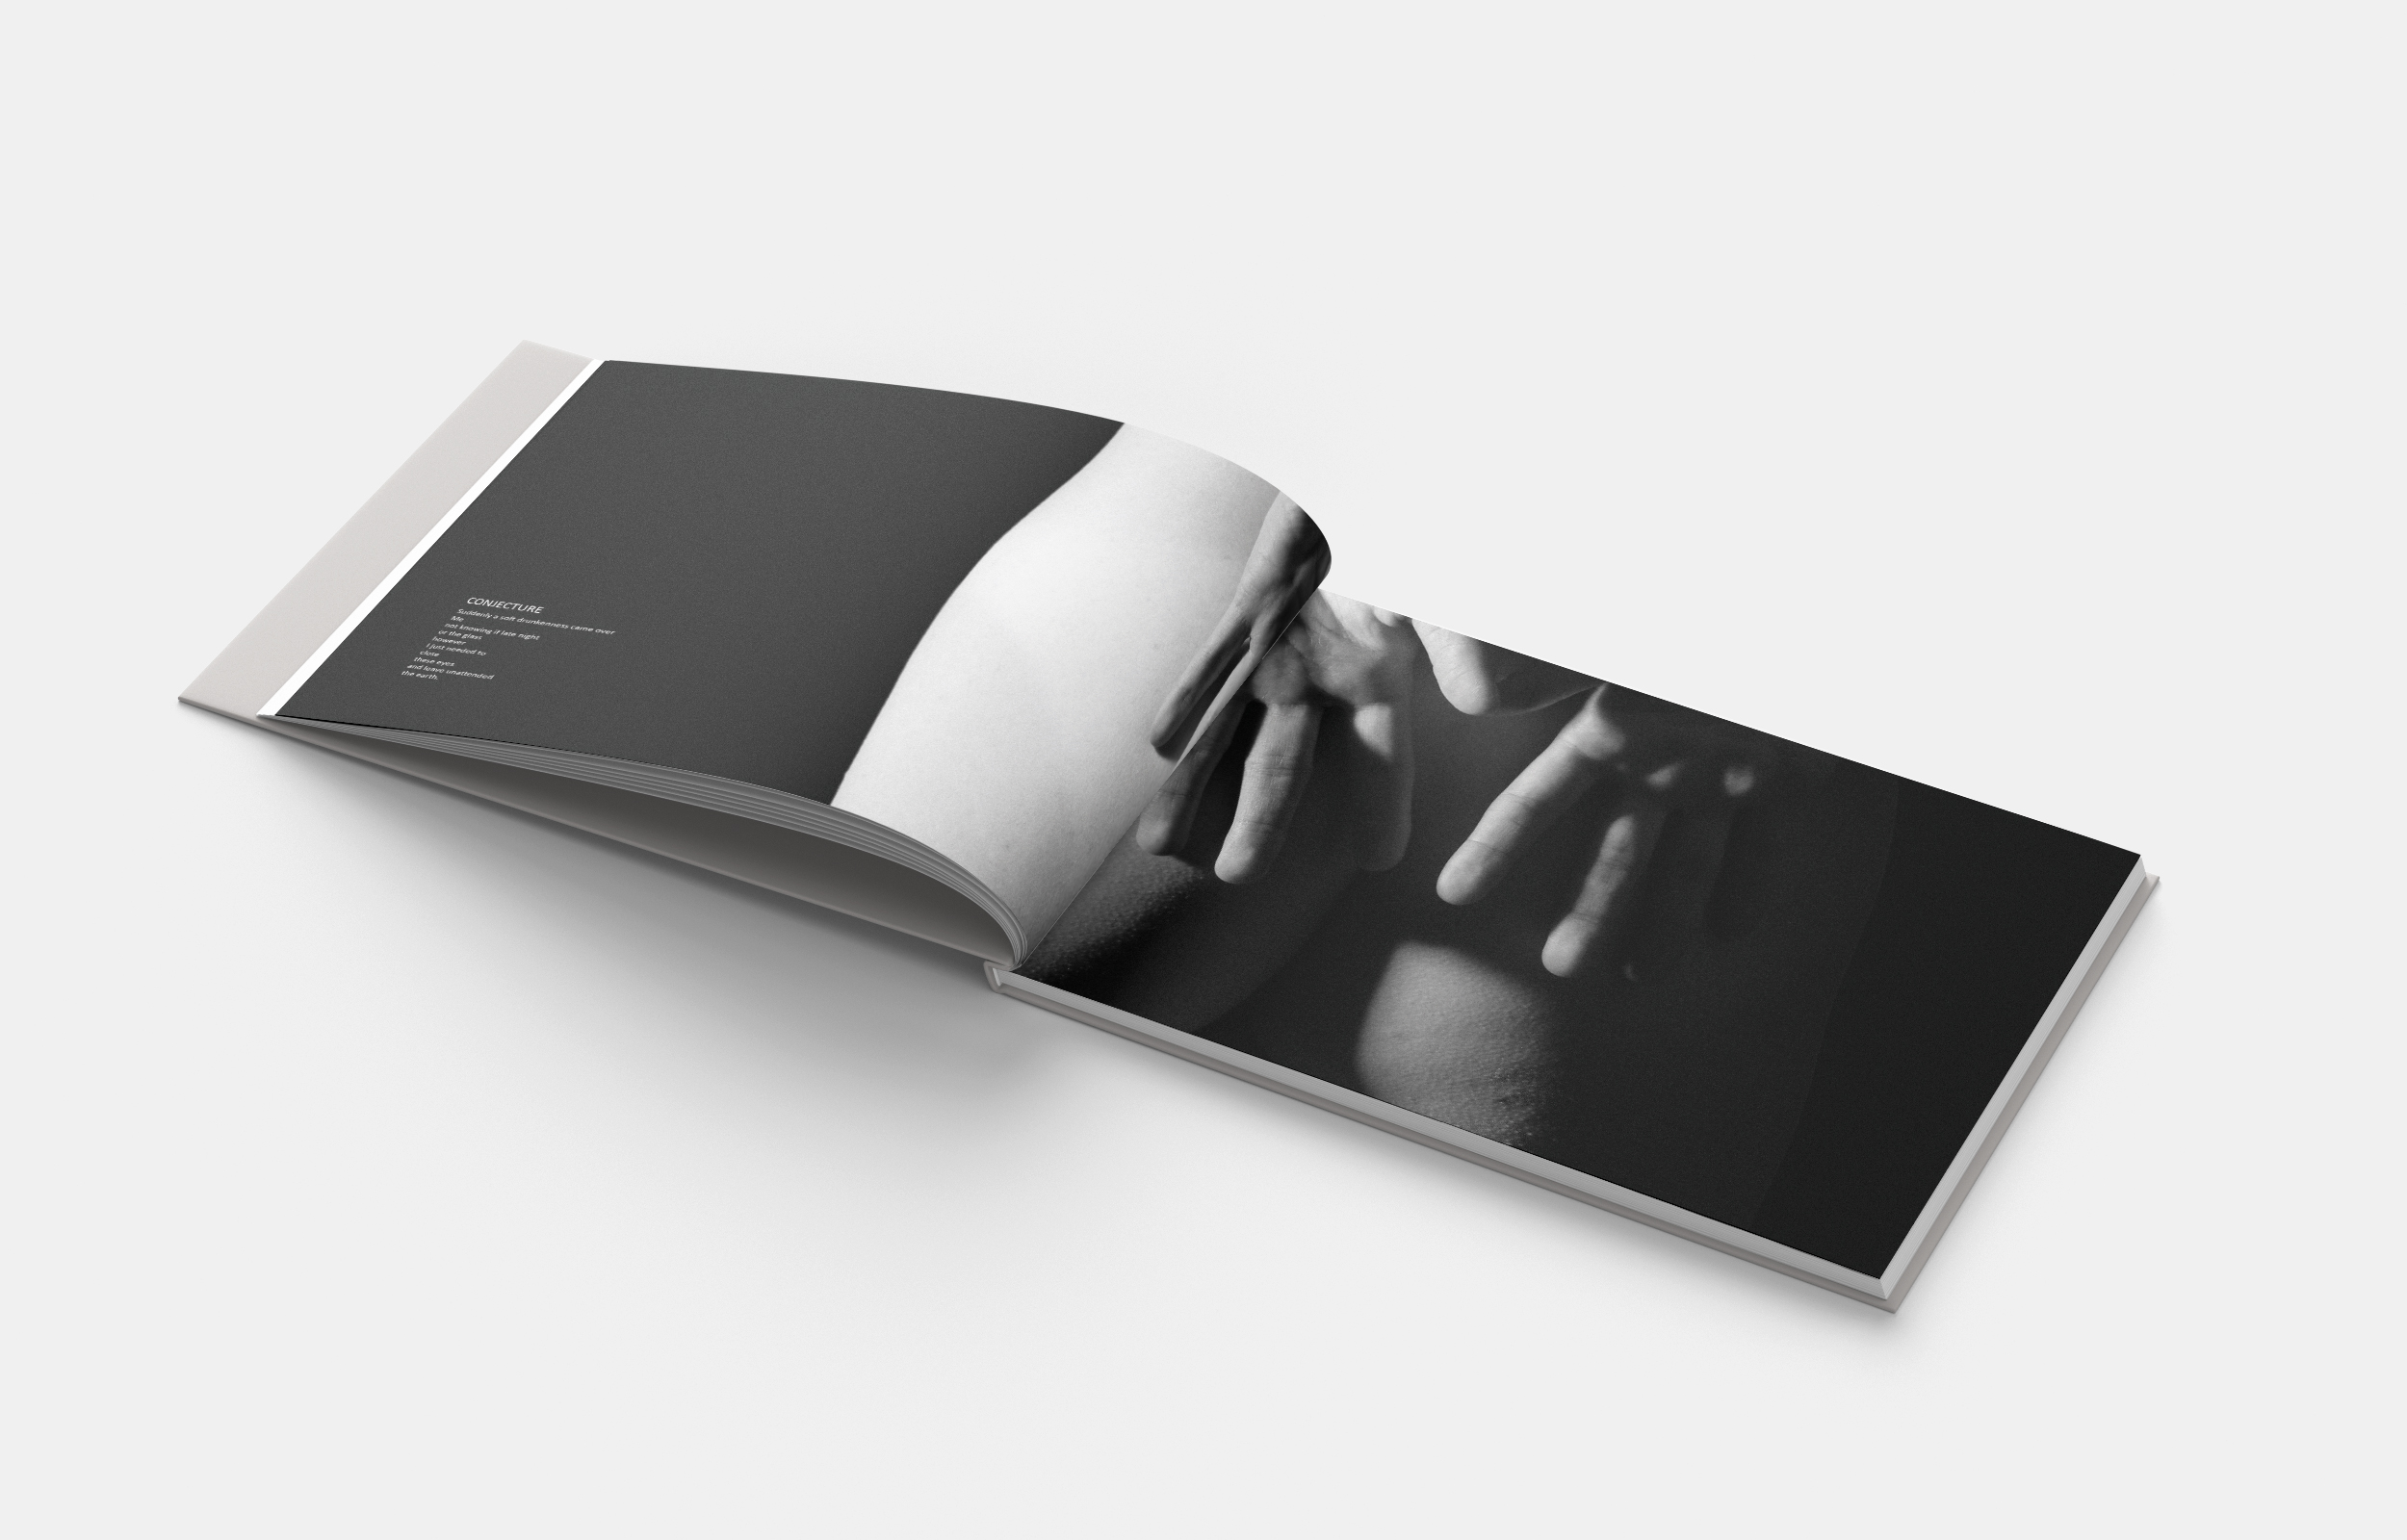 CONJECTURE
Suddenly a soft drunkenness came over
Me
not knowing if late night
or the glass
however
I just needed to
close
these eyes
and leave unattended
the earth.